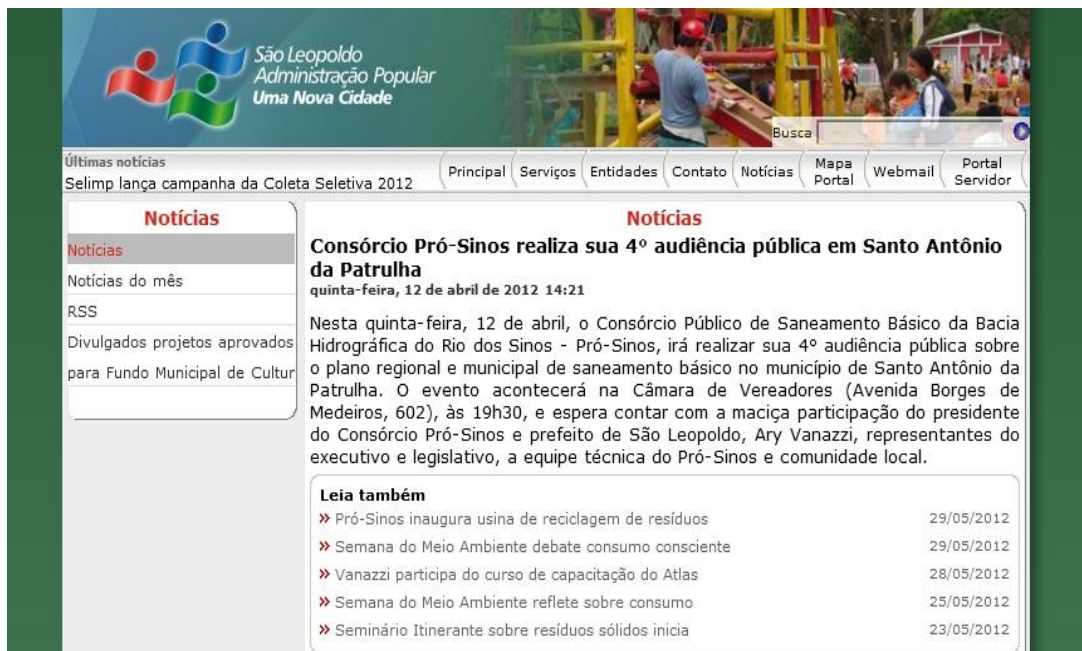 São Leopoldo
Administração Popular
Uma Nova Cidade
Busca
Últimas notícias
Selimp lança campanha da Coleta Seletiva 2012
Principal
Serviços
Entidades
Contato
Notícias
Mapa
Portal
Webmail
Portal
Servidor
Notícias
Notícias
Notícias do mês
RSS
Divulgados projetos aprovados
para Fundo Municipal de Cultur
Notícias
Consórcio Pró-Sinos realiza sua 4º audiência pública em Santo Antônio
da Patrulha
quinta-feira, 12 de abril de 2012 14:21
Nesta quinta-feira, 12 de abril, o Consórcio Público de Saneamento Básico da Bacia
Hidrográfica do Rio dos Sinos - Pró-Sinos, irá realizar sua 4º audiência pública sobre
o plano regional e municipal de saneamento básico no município de Santo Antônio da
Patrulha. O evento acontecerá na Câmara de Vereadores (Avenida Borges de
Medeiros, 602), às 19h30, e espera contar com a maciça participação do presidente
do Consórcio Pró-Sinos e prefeito de São Leopoldo, Ary Vanazzi, representantes do
executivo e legislativo, a equipe técnica do Pró-Sinos e comunidade local.
Leia também
» Pró-Sinos inaugura usina de reciclagem de resíduos 29/05/2012
» Semana do Meio Ambiente debate consumo consciente 29/05/2012
» Vanazzi participa do curso de capacitação do Atlas 28/05/2012
» Semana do Meio Ambiente reflete sobre consumo 25/05/2012
» Seminário Itinerante sobre resíduos sólidos inicia 23/05/2012